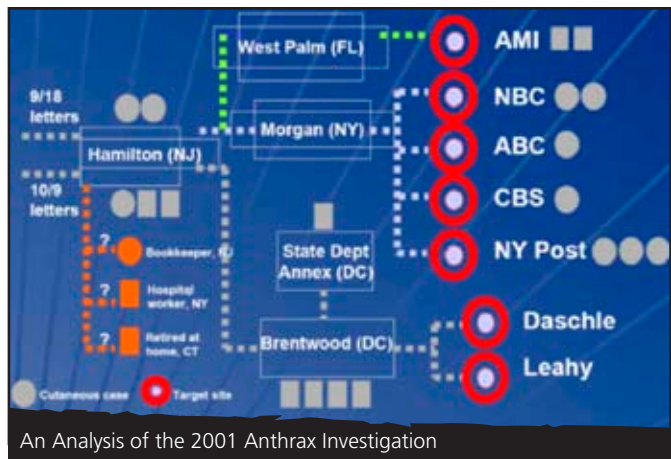 West Palm (FL)
AMI
9/18
letters
NBC
Morgan (NY)
Hamilton (NJ)
ABC
10/9
letters
CBS
?
Bookkeeper, NJ
State Dept
Annex (DC)
NY Post
?
Hospital
worker, NY
?
Retired at
home, CT
Daschle
Brentwood (DC)
Leahy
Cutaneous case
Target site
An Analysis of the 2001 Anthrax Investigation